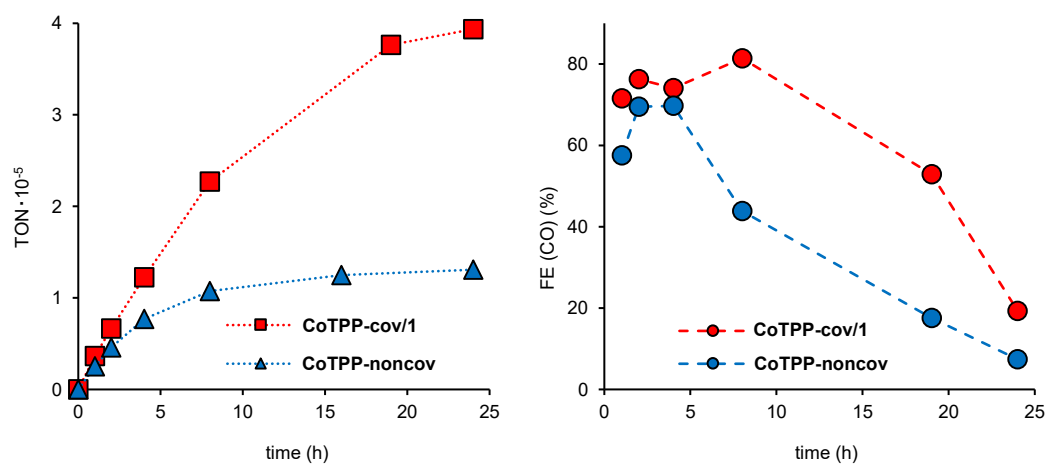 4
3
2
1
0
0 5 10 15 20 25
TON·10⁻⁵
time (h)
CoTPP-cov/1
CoTPP-noncov
80
60
40
20
0
0 5 10 15 20 25
FE (CO) (%)
time (h)
CoTPP-cov/1
CoTPP-noncov